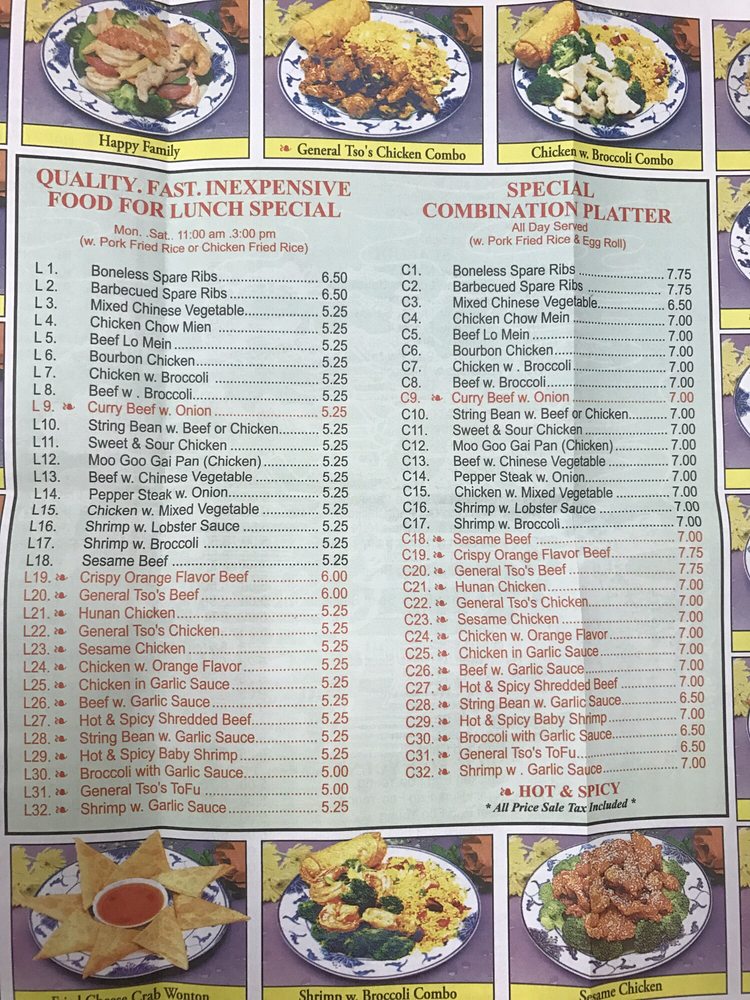 Happy Family
General Tso's Chicken Combo
Chicken w. Broccoli Combo
QUALITY. FAST. INEXPENSIVE
FOOD FOR LUNCH SPECIAL
Mon. .Sat.. 11:00 am .3:00 pm
(w. Pork Fried Rice or Chicken Fried Rice)
L 1. Boneless Spare Ribs 6.50
L 2. Barbecued Spare Ribs 6.50
L 3. Mixed Chinese Vegetable 5.25
L 4. Chicken Chow Mien 5.25
L 5. Beef Lo Mein 5.25
L 6. Bourbon Chicken 5.25
L 7. Chicken w. Broccoli 5.25
L 8. Beef w . Broccoli 5.25
L 9. Curry Beef w. Onion 5.25
L10. String Bean w. Beef or Chicken 5.25
L11. Sweet & Sour Chicken 5.25
L12. Moo Goo Gai Pan (Chicken) 5.25
L13. Beef w. Chinese Vegetable 5.25
L14. Pepper Steak w. Onion 5.25
L15. Chicken w. Mixed Vegetable 5.25
L16. Shrimp w. Lobster Sauce 5.25
L17. Shrimp w. Broccoli 5.25
L18. Sesame Beef 5.25
L19. Crispy Orange Flavor Beef 6.00
L20. General Tso's Beef 6.00
L21. Hunan Chicken 5.25
L22. General Tso's Chicken 5.25
L23. Sesame Chicken 5.25
L24. Chicken w. Orange Flavor 5.25
L25. Chicken in Garlic Sauce 5.25
L26. Beef w. Garlic Sauce 5.25
L27. Hot & Spicy Shredded Beef 5.25
L28. String Bean w. Garlic Sauce 5.25
L29. Hot & Spicy Baby Shrimp 5.25
L30. Broccoli with Garlic Sauce 5.00
L31. General Tso's ToFu 5.00
L32. Shrimp w. Garlic Sauce 5.25
SPECIAL
COMBINATION PLATTER
All Day Served
(w. Pork Fried Rice & Egg Roll)
C1. Boneless Spare Ribs 7.75
C2. Barbecued Spare Ribs 7.75
C3. Mixed Chinese Vegetable 6.50
C4. Chicken Chow Mein 7.00
C5. Beef Lo Mein 7.00
C6. Bourbon Chicken 7.00
C7. Chicken w . Broccoli 7.00
C8. Beef w. Broccoli 7.00
C9. Curry Beef w. Onion 7.00
C10. String Bean w. Beef or Chicken 7.00
C11. Sweet & Sour Chicken 7.00
C12. Moo Goo Gai Pan (Chicken) 7.00
C13. Beef w. Chinese Vegetable 7.00
C14. Pepper Steak w. Onion 7.00
C15. Chicken w. Mixed Vegetable 7.00
C16. Shrimp w. Lobster Sauce 7.00
C17. Shrimp w. Broccoli 7.00
C18. Sesame Beef 7.00
C19. Crispy Orange Flavor Beef 7.75
C20. General Tso's Beef 7.75
C21. Hunan Chicken 7.00
C22. General Tso's Chicken 7.00
C23. Sesame Chicken 7.00
C24. Chicken w. Orange Flavor 7.00
C25. Chicken in Garlic Sauce 7.00
C26. Beef w. Garlic Sauce 7.00
C27. Hot & Spicy Shredded Beef 7.00
C28. String Bean w. Garlic Sauce 6.50
C29. Hot & Spicy Baby Shrimp 7.00
C30. Broccoli with Garlic Sauce 6.50
C31. General Tso's ToFu 6.50
C32. Shrimp w . Garlic Sauce 7.00
HOT & SPICY
* All Price Sale Tax Included *
Fried Cheese Crab Wonton
Shrimp w. Broccoli Combo
Sesame Chicken